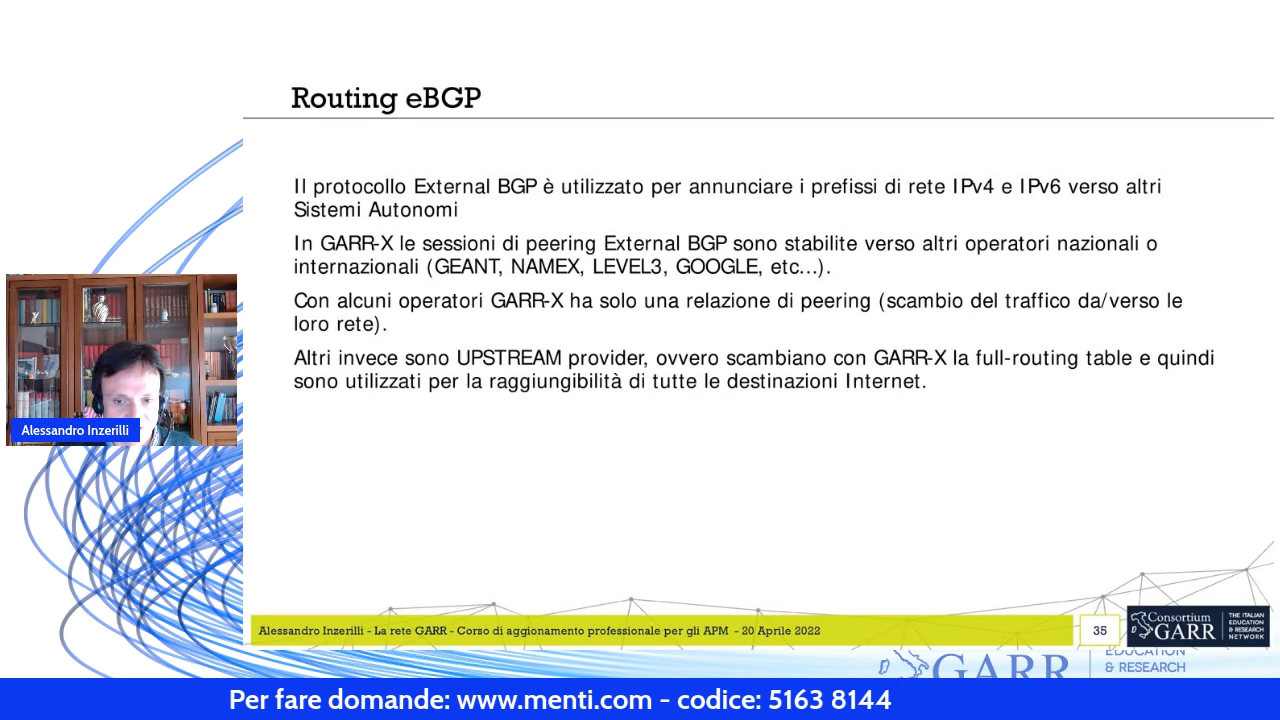 Routing eBGP
Il protocollo External BGP è utilizzato per annunciare i prefissi di rete IPv4 e IPv6 verso altri
Sistemi Autonomi
In GARR-X le sessioni di peering External BGP sono stabilite verso altri operatori nazionali o
internazionali (GEANT, NAMEX, LEVEL3, GOOGLE, etc...).
Con alcuni operatori GARR-X ha solo una relazione di peering (scambio del traffico da/verso le
loro rete).
Altri invece sono UPSTREAM provider, ovvero scambiano con GARR-X la full-routing table e quindi
sono utilizzati per la raggiungibilità di tutte le destinazioni Internet.
Alessandro Inzerilli
Alessandro Inzerilli - La rete GARR - Corso di aggionamento professionale per gli APM - 20 Aprile 2022
35
Consortium
GARR
THE ITALIAN
EDUCATION
& RESEARCH
NETWORK
GARR
EDUCATION
& RESEARCH
Per fare domande: www.menti.com - codice: 5163 8144